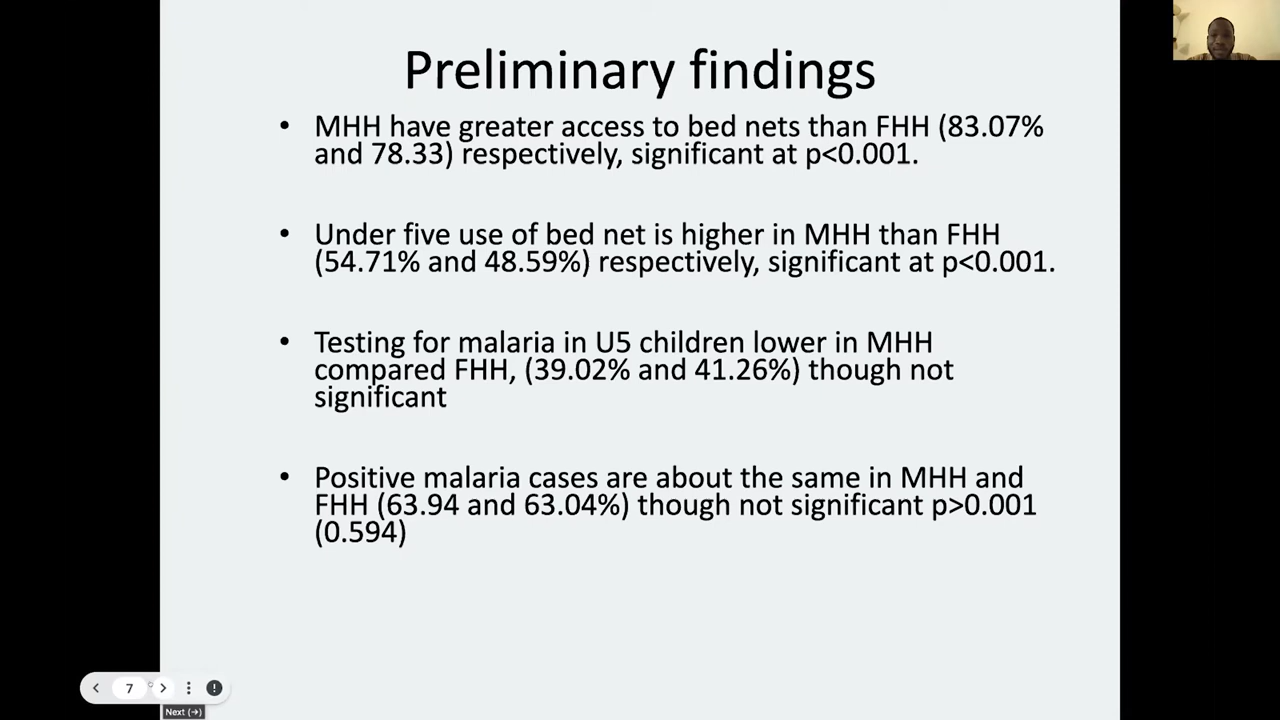 Preliminary findings
• MHH have greater access to bed nets than FHH (83.07%
and 78.33) respectively, significant at p<0.001.
• Under five use of bed net is higher in MHH than FHH
(54.71% and 48.59%) respectively, significant at p<0.001.
• Testing for malaria in U5 children lower in MHH
compared FHH, (39.02% and 41.26%) though not
significant
• Positive malaria cases are about the same in MHH and
FHH (63.94 and 63.04%) though not significant p>0.001
(0.594)
7
Next (→)